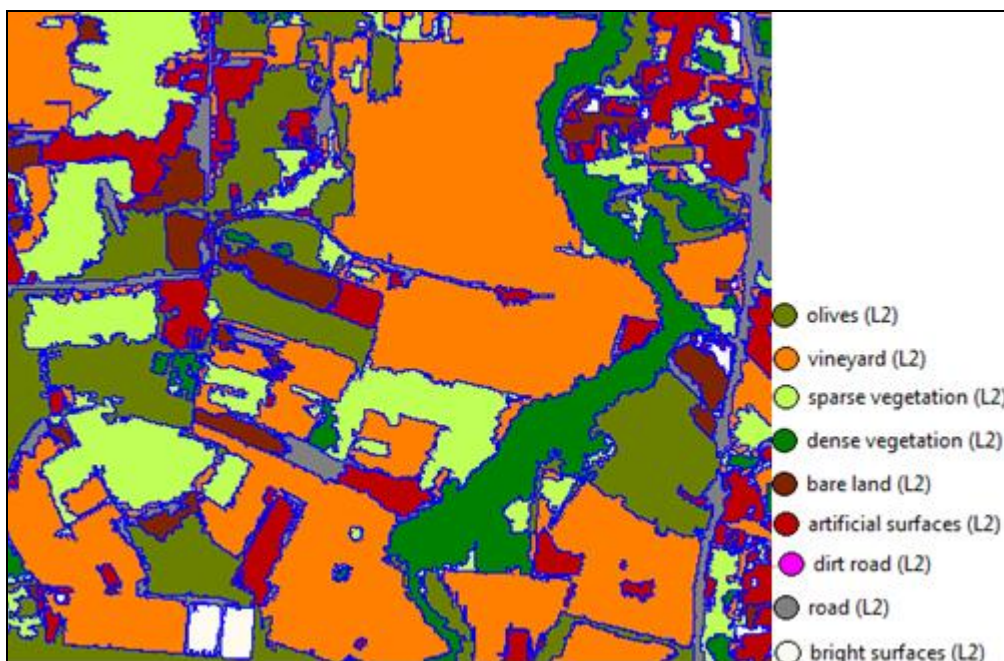 olives (L2)
vineyard (L2)
sparse vegetation (L2)
dense vegetation (L2)
bare land (L2)
artificial surfaces (L2)
dirt road (L2)
road (L2)
bright surfaces (L2)